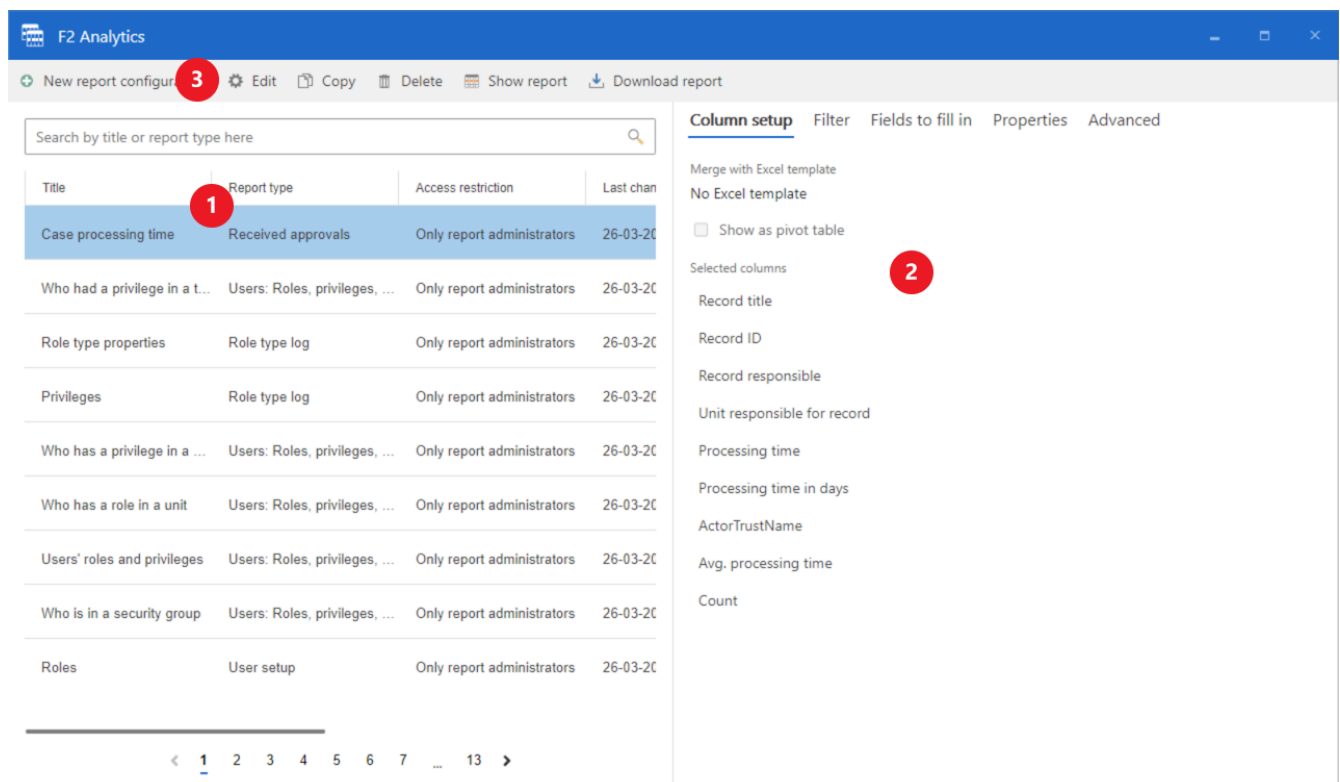 F2 Analytics
New report configur 3 Edit Copy Delete Show report Download report
Search by title or report type here
Title Report type Access restriction Last chan
1
Case processing time Received approvals Only report administrators 26-03-20
Who had a privilege in a t... Users: Roles, privileges, ... Only report administrators 26-03-20
Role type properties Role type log Only report administrators 26-03-20
Privileges Role type log Only report administrators 26-03-20
Who has a privilege in a ... Users: Roles, privileges, ... Only report administrators 26-03-20
Who has a role in a unit Users: Roles, privileges, ... Only report administrators 26-03-20
Users' roles and privileges Users: Roles, privileges, ... Only report administrators 26-03-20
Who is in a security group Users: Roles, privileges, ... Only report administrators 26-03-20
Roles User setup Only report administrators 26-03-20
1 2 3 4 5 6 7 ... 13
Column setup Filter Fields to fill in Properties Advanced
Merge with Excel template
No Excel template
Show as pivot table
Selected columns
2
Record title
Record ID
Record responsible
Unit responsible for record
Processing time
Processing time in days
ActorTrustName
Avg. processing time
Count